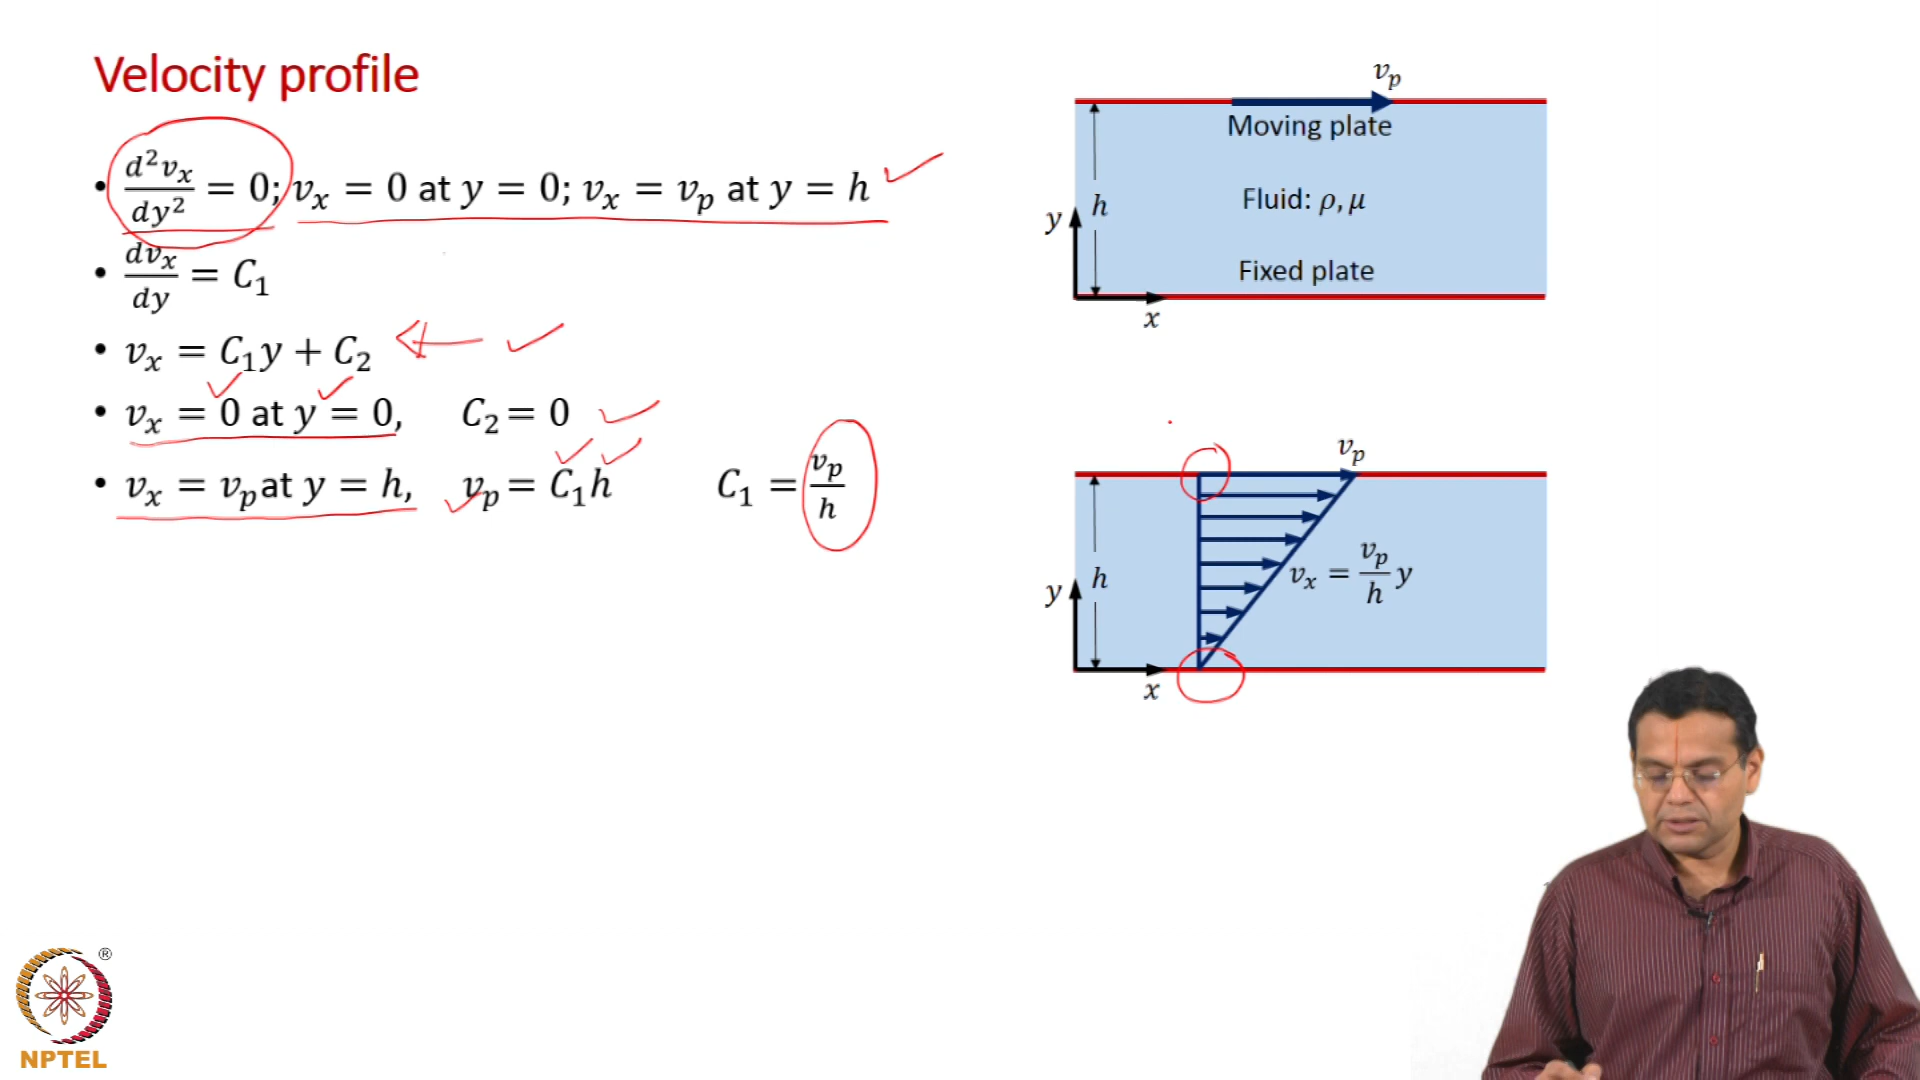 Velocity profile
• d²vₓ/dy² = 0; vₓ = 0 at y = 0; vₓ = vₚ at y = h
• dvₓ/dy = C₁
• vₓ = C₁y + C₂
• vₓ = 0 at y = 0, C₂ = 0
• vₓ = vₚat y = h, vₚ = C₁h C₁ = vₚ/h
vₚ
Moving plate
h
Fluid: ρ, μ
y
Fixed plate
x
vₚ
h
vₓ = vₚ/h y
y
x
®
NPTEL